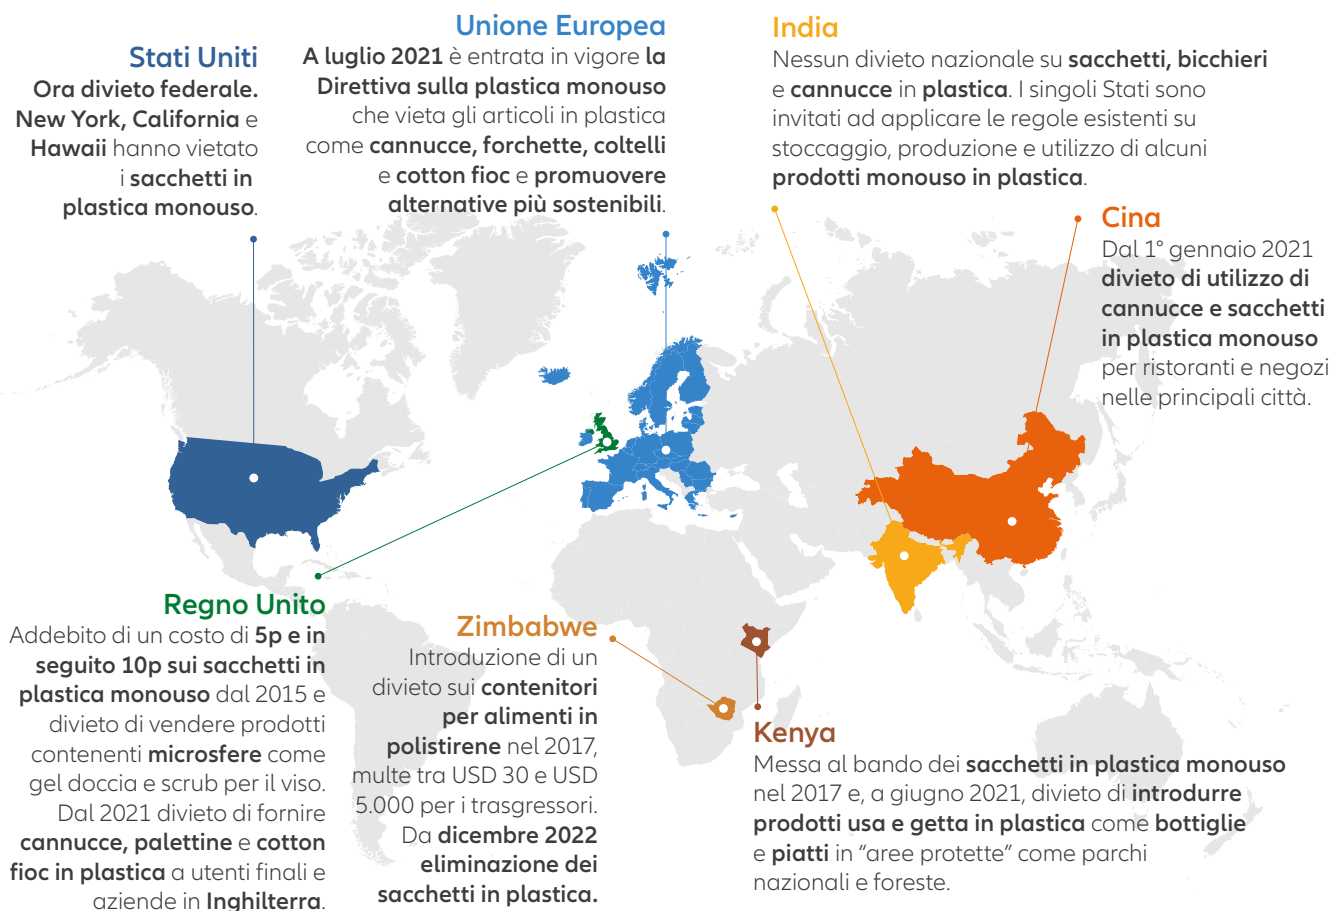 Stati Uniti
Ora divieto federale.
New York, California e
Hawaii hanno vietato
i sacchetti in
plastica monouso.
Unione Europea
A luglio 2021 è entrata in vigore la
Direttiva sulla plastica monouso
che vieta gli articoli in plastica
come cannucce, forchette, coltelli
e cotton fioc e promuovere
alternative più sostenibili.
India
Nessun divieto nazionale su sacchetti, bicchieri
e cannucce in plastica. I singoli Stati sono
invitati ad applicare le regole esistenti su
stoccaggio, produzione e utilizzo di alcuni
prodotti monouso in plastica.
Cina
Dal 1° gennaio 2021
divieto di utilizzo di
cannucce e sacchetti
in plastica monouso
per ristoranti e negozi
nelle principali città.
Regno Unito
Addebito di un costo di 5p e in
seguito 10p sui sacchetti in
plastica monouso dal 2015 e
divieto di vendere prodotti
contenenti microsfere come
gel doccia e scrub per il viso.
Dal 2021 divieto di fornire
cannucce, palettine e cotton
fioc in plastica a utenti finali e
aziende in Inghilterra.
Zimbabwe
Introduzione di un
divieto sui contenitori
per alimenti in
polistirene nel 2017,
multe tra USD 30 e USD
5.000 per i trasgressori.
Da dicembre 2022
eliminazione dei
sacchetti in plastica.
Kenya
Messa al bando dei sacchetti in plastica monouso
nel 2017 e, a giugno 2021, divieto di introdurre
prodotti usa e getta in plastica come bottiglie
e piatti in “aree protette” come parchi
nazionali e foreste.